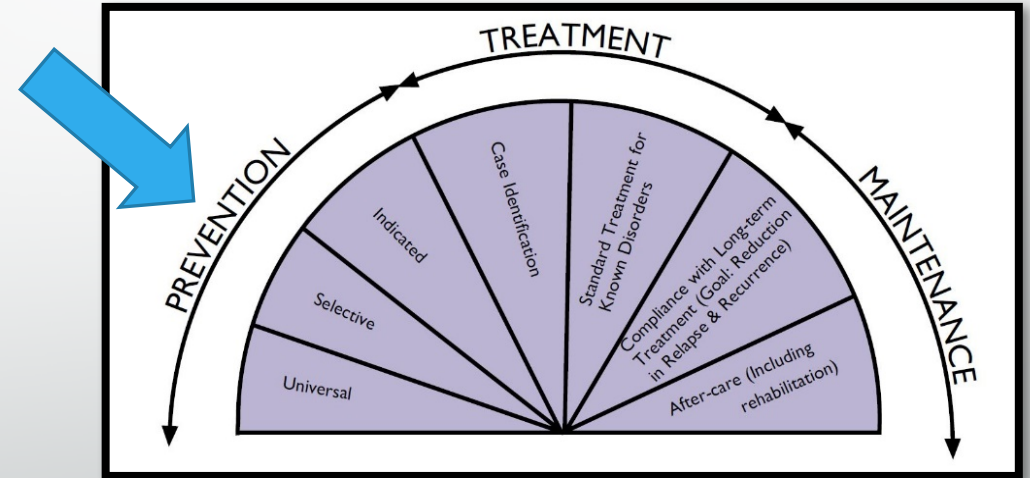 TREATMENT
PREVENTION
MAINTENANCE
Universal
Selective
Indicated
Case Identification
Standard Treatment for
Known Disorders
Compliance with Long-term
Treatment (Goal: Reduction
in Relapse & Recurrence)
After-care (Including
rehabilitation)